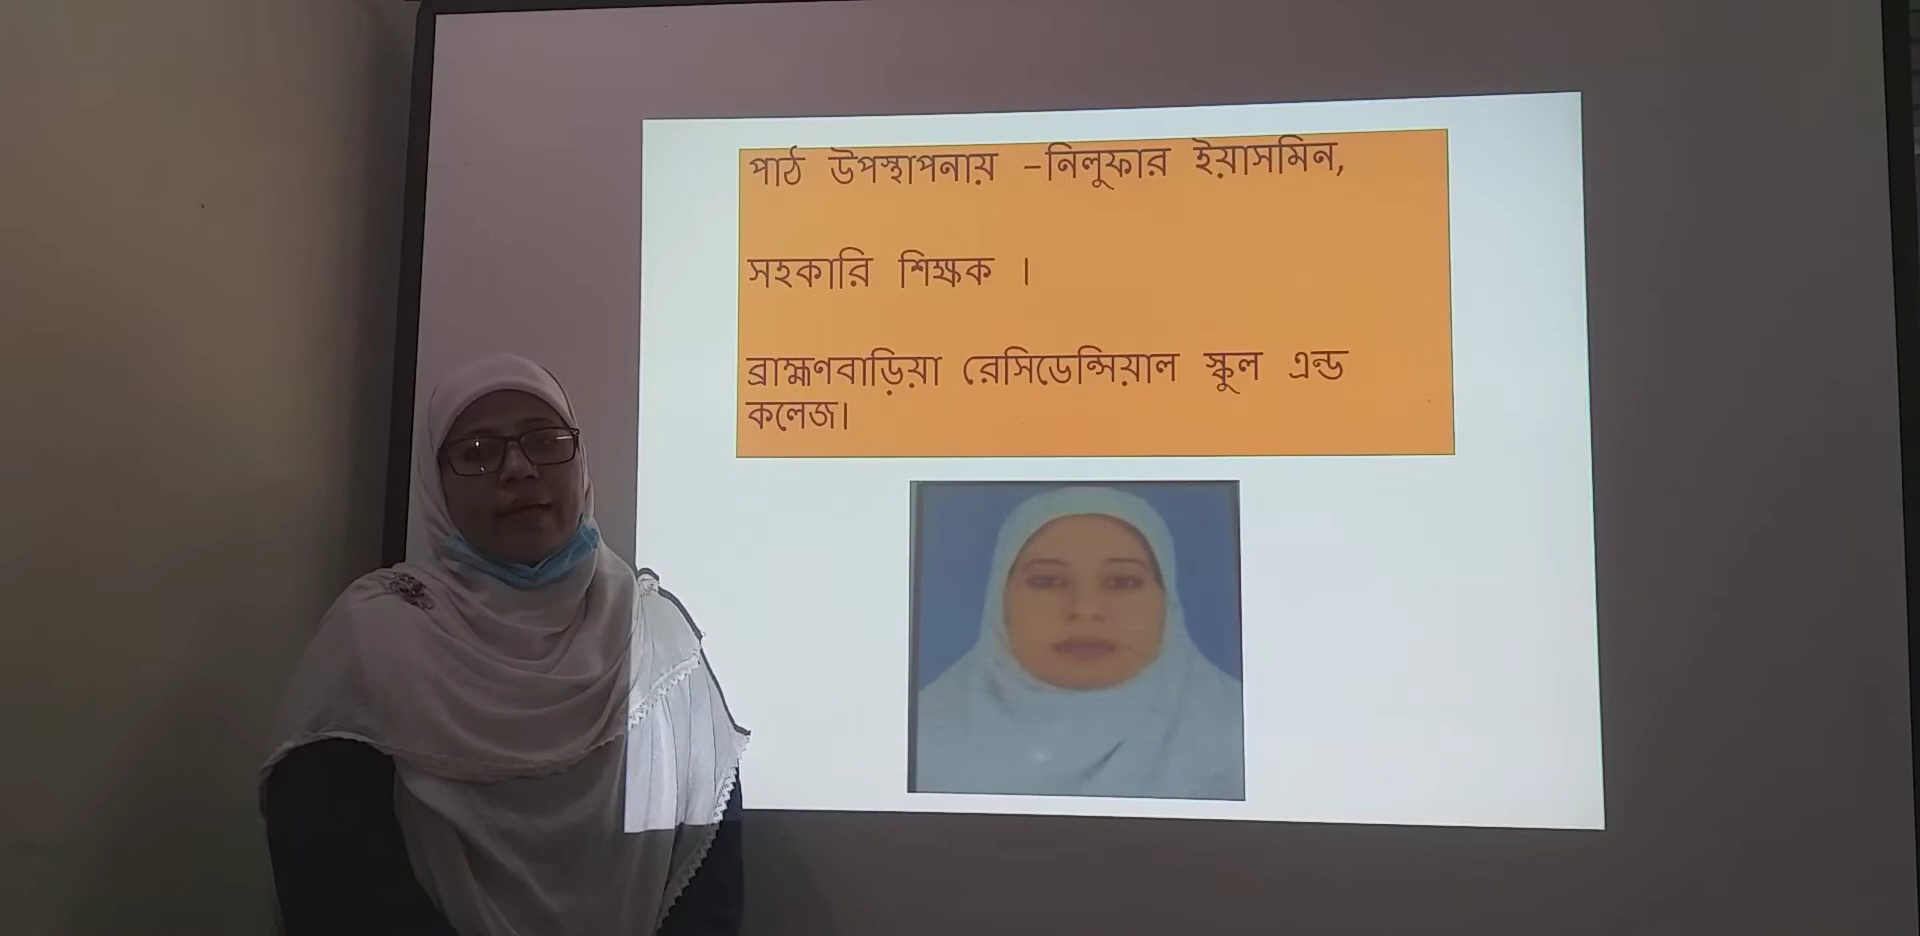 পাঠ উপস্থাপনায় –নিলুফার ইয়াসমিন,
সহকারি শিক্ষক ।
ব্রাহ্মণবাড়িয়া রেসিডেন্সিয়াল স্কুল এন্ড
কলেজ।